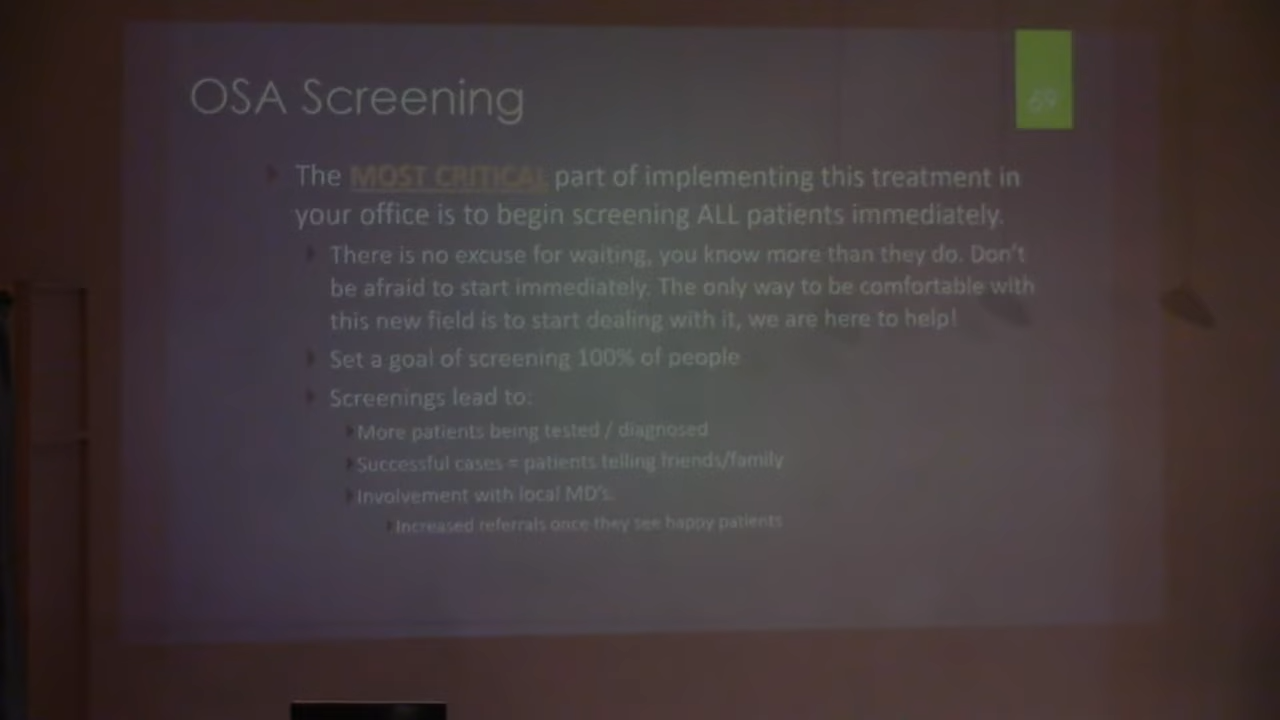 OSA Screening
69
The MOST CRITICAL part of implementing this treatment in
your office is to begin screening ALL patients immediately.
There is no excuse for waiting, you know more than they do. Don't
be afraid to start immediately. The only way to be comfortable with
this new field is to start dealing with it, we are here to help!
Set a goal of screening 100% of people
Screenings lead to:
More patients being tested / diagnosed
Successful cases = patients telling friends/family
Involvement with local MD's.
Increased referrals once they see happy patients